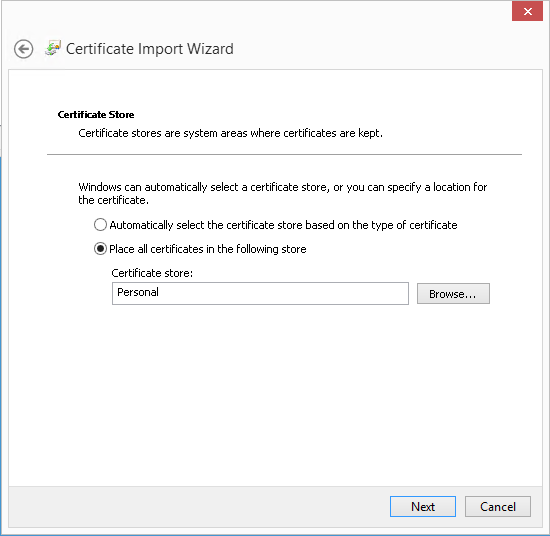 Certificate Import Wizard
Certificate Store
Certificate stores are system areas where certificates are kept.
Windows can automatically select a certificate store, or you can specify a location for
the certificate.
Automatically select the certificate store based on the type of certificate
Place all certificates in the following store
Certificate store:
Personal
Browse...
Next
Cancel